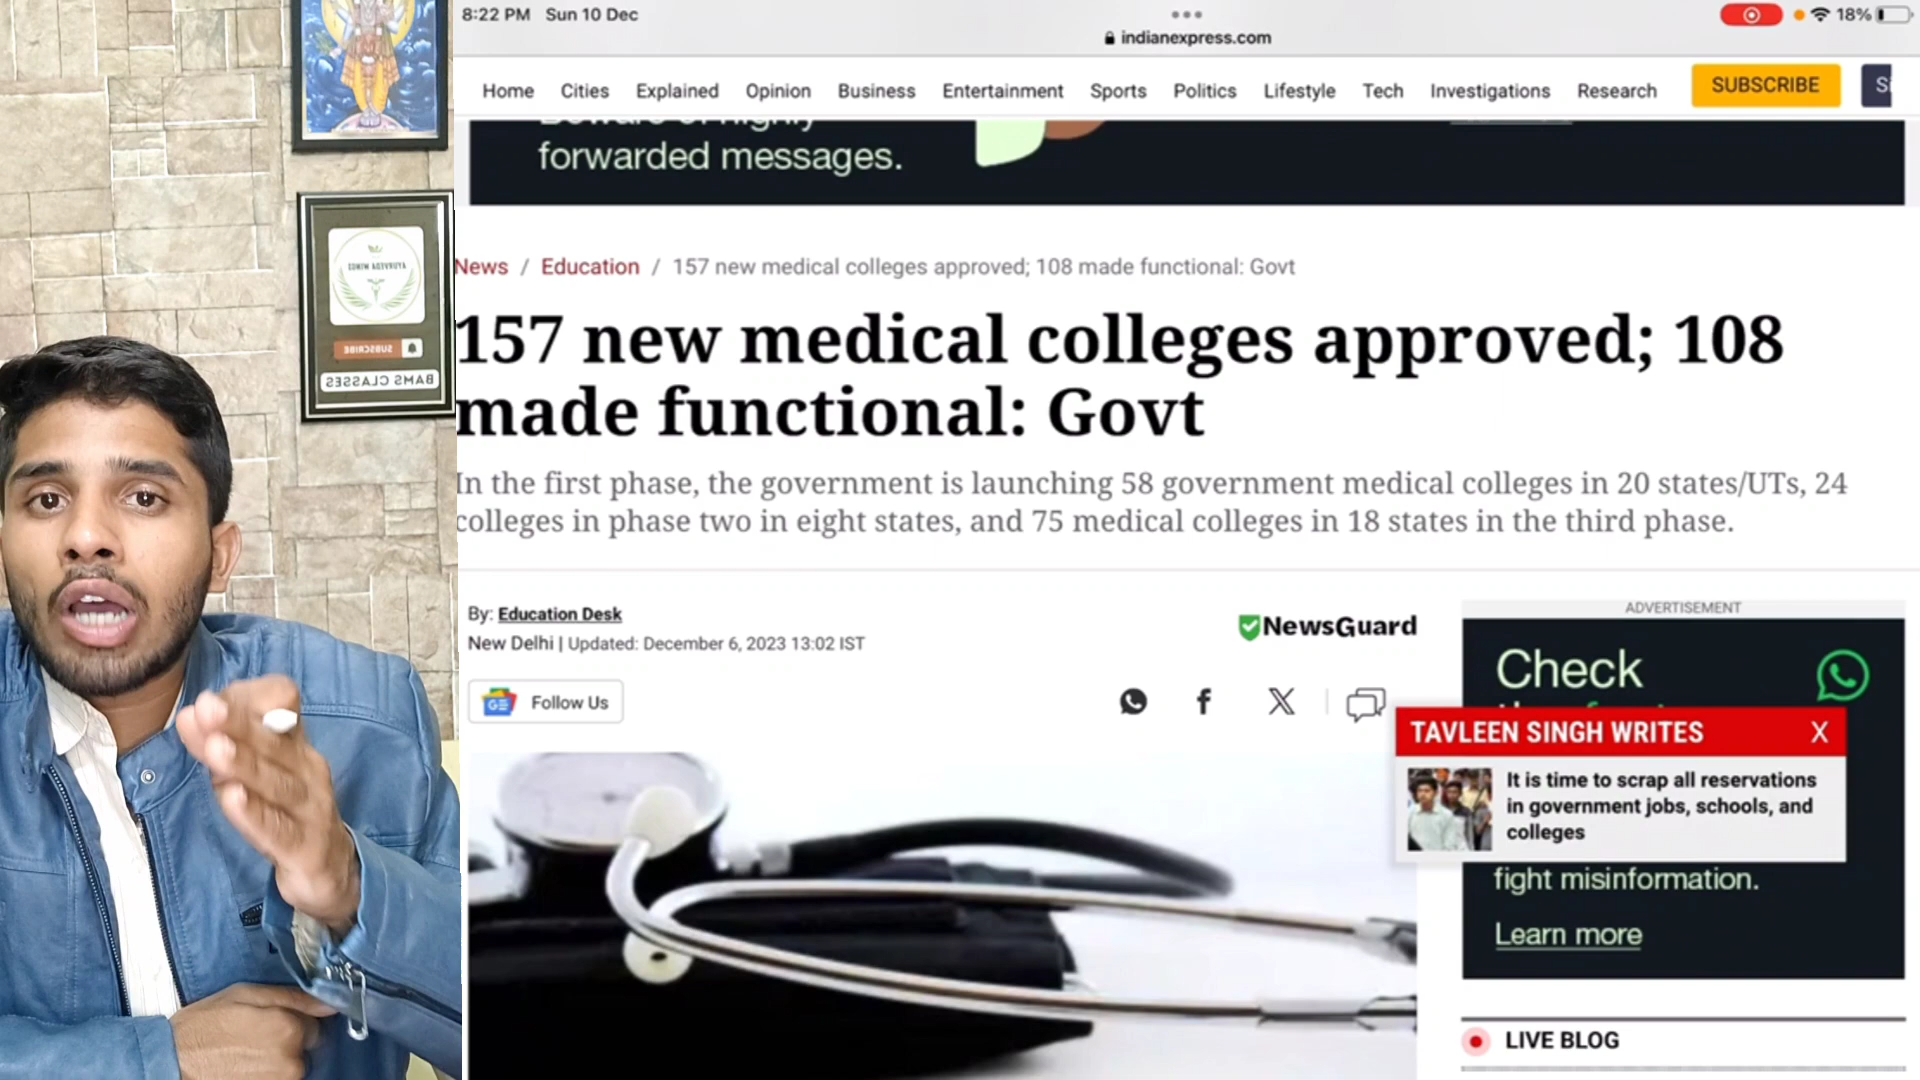 8:22 PM Sun 10 Dec
18%
indianexpress.com
Home Cities Explained Opinion Business Entertainment Sports Politics Lifestyle Tech Investigations Research SUBSCRIBE
forwarded messages.
News / Education / 157 new medical colleges approved; 108 made functional: Govt
157 new medical colleges approved; 108
made functional: Govt
In the first phase, the government is launching 58 government medical colleges in 20 states/UTs, 24
colleges in phase two in eight states, and 75 medical colleges in 18 states in the third phase.
By: Education Desk
New Delhi | Updated: December 6, 2023 13:02 IST
NewsGuard
GE Follow Us
ADVERTISEMENT
Check
TAVLEEN SINGH WRITES X
It is time to scrap all reservations
in government jobs, schools, and
colleges
fight misinformation.
Learn more
LIVE BLOG
AYURVEDA WINGS
SUBSCRIBE
BAMS CLASSES